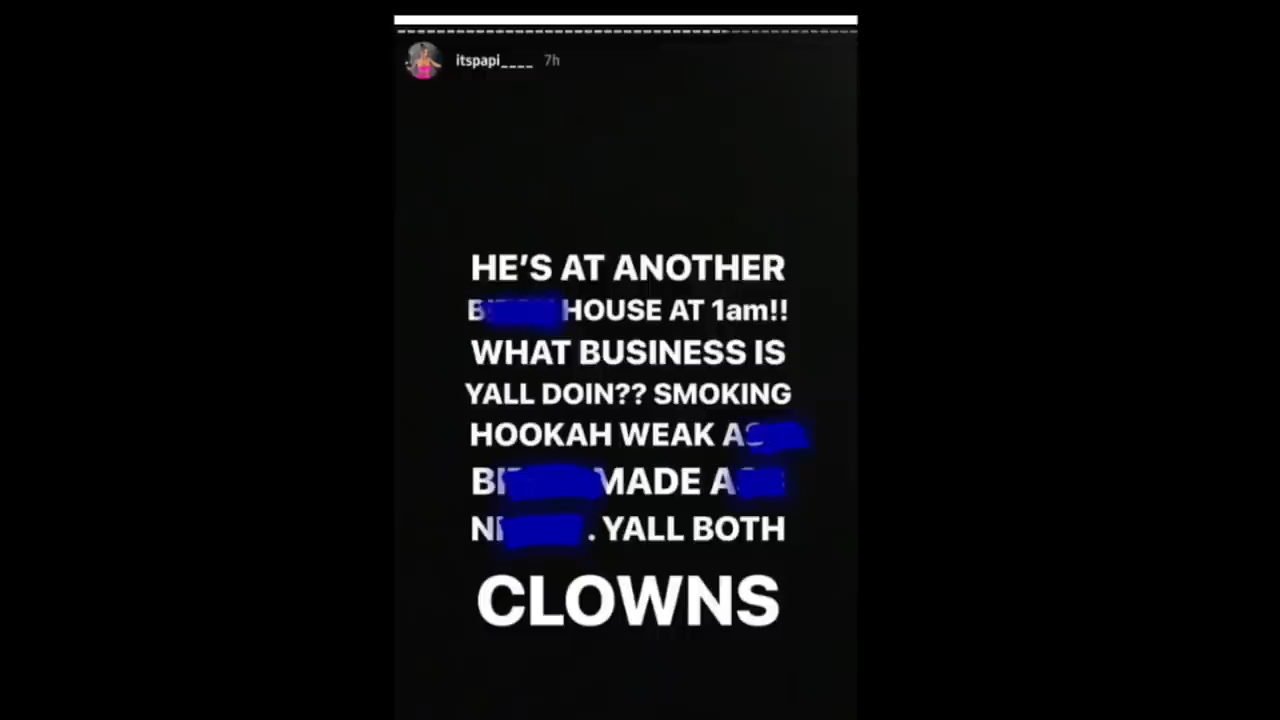 itspapi____ 7h
HE'S AT ANOTHER
HOUSE AT 1am!!
WHAT BUSINESS IS
YALL DOIN?? SMOKING
HOOKAH WEAK
MADE
. YALL BOTH
CLOWNS